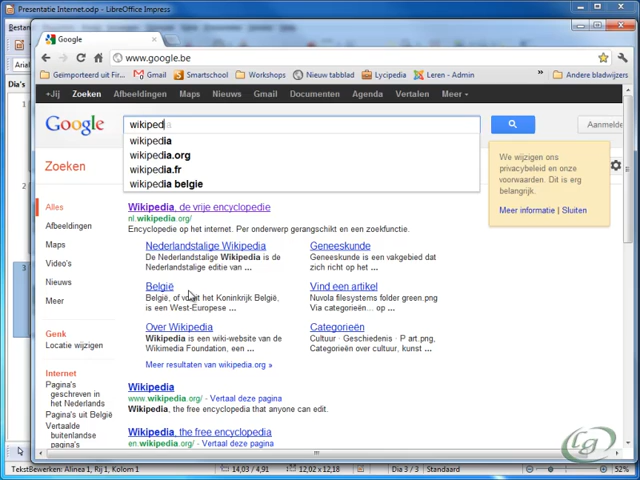 Presentatie Internet.odp - LibreOffice Impress
Bestan
Arial
Dia's
1
2
3
Google
www.google.be
Geïmporteerd uit Fir...
Gmail
Smartschool
Workshops
Nieuw tabblad
Lycipedia
Leren - Admin
»
Andere bladwijzers
+Jij Zoeken Afbeeldingen Maps Nieuws Gmail Documenten Agenda Vertalen Meer
Google
wikipedia
Aanmelde
wikipedia
wikipedia.org
wikipedia.fr
wikipedia belgie
We wijzigen ons
privacybeleid en onze
voorwaarden. Dit is erg
belangrijk.
Meer informatie | Sluiten
Zoeken
Alles
Afbeeldingen
Maps
Video's
Nieuws
Meer
Genk
Locatie wijzigen
Internet
Pagina's
geschreven in
het Nederlands
Pagina's uit België
Vertaalde
buitenlandse
Wikipedia, de vrije encyclopedie
nl.wikipedia.org/
Encyclopedie op het internet. Per onderwerp gerangschikt en een zoekfunctie.
Nederlandstalige Wikipedia
De Nederlandstalige Wikipedia is de
Nederlandstalige editie van ...
Geneeskunde
Geneeskunde is een vakgebied dat
zich richt op het ...
België
België, of voluit het Koninkrijk België,
is een West-Europese ...
Vind een artikel
Nuvola filesystems folder green.png
Via categorieën... op ...
Over Wikipedia
Wikipedia is een wiki-website van de
Wikimedia Foundation, een ...
Categorieën
Cultuur · Geschiedenis · P art.png,
Categorieën over cultuur, kunst ...
Meer resultaten van wikipedia.org »
Wikipedia
www.wikipedia.org/ - Vertaal deze pagina
Wikipedia, the free encyclopedia that anyone can edit.
Wikipedia, the free encyclopedia
en.wikipedia.org/ - Vertaal deze pagina
lg
TekstBewerken: Alinea 1, Rij 1, Kolom 1
14,03 / 4,91
12,02 x 12,18
Dia 3 / 3
Standaard
52%